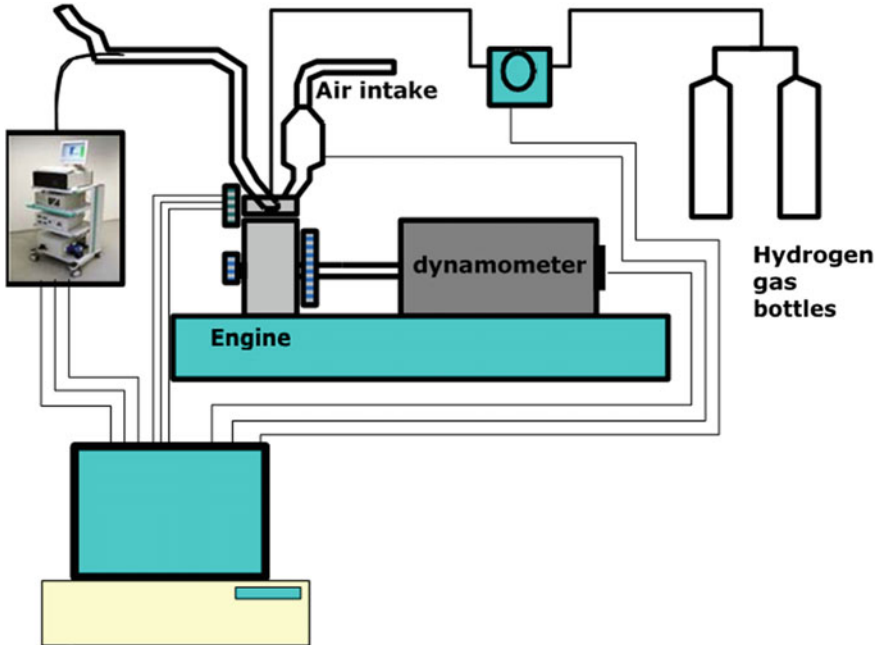 Air intake
dynamometer
Hydrogen
gas
bottles
Engine